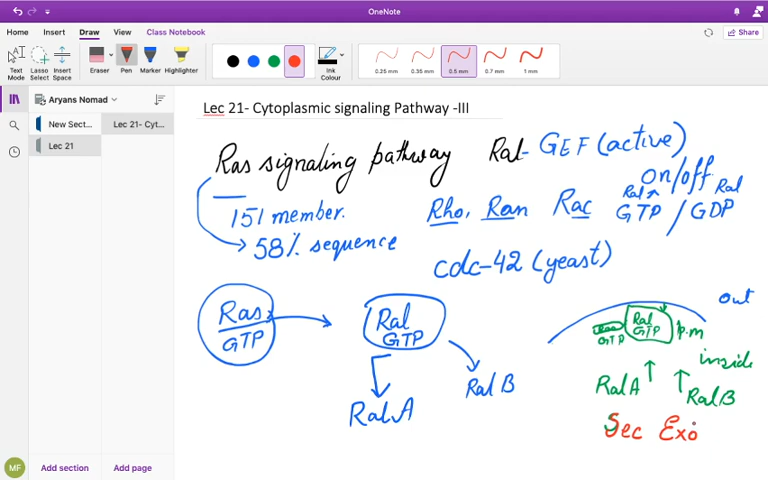 OneNote
Home Insert Draw View Class Notebook
Share
Text Mode
Lasso Select
Insert Space
Eraser
Pen
Marker
Highlighter
Ink Colour
0.25 mm
0.35 mm
0.5 mm
0.7 mm
1 mm
Aryans Nomad
New Sect...
Lec 21
Lec 21- Cyt...
Lec 21- Cytoplasmic signaling Pathway -III
Ras signaling pathway
Ral- GEF (active)
on/off
Ral Ral
GTP / GDP
151 member.
58% sequence
Rho, Ran Rac
cdc-42 (yeast)
Ras
GTP
Ral
GTP
Ral A
Ral B
out
Ral
GTP
GTP
p.m
inside
Ral A
Ral B
Sec Exo
MF
Add section
Add page